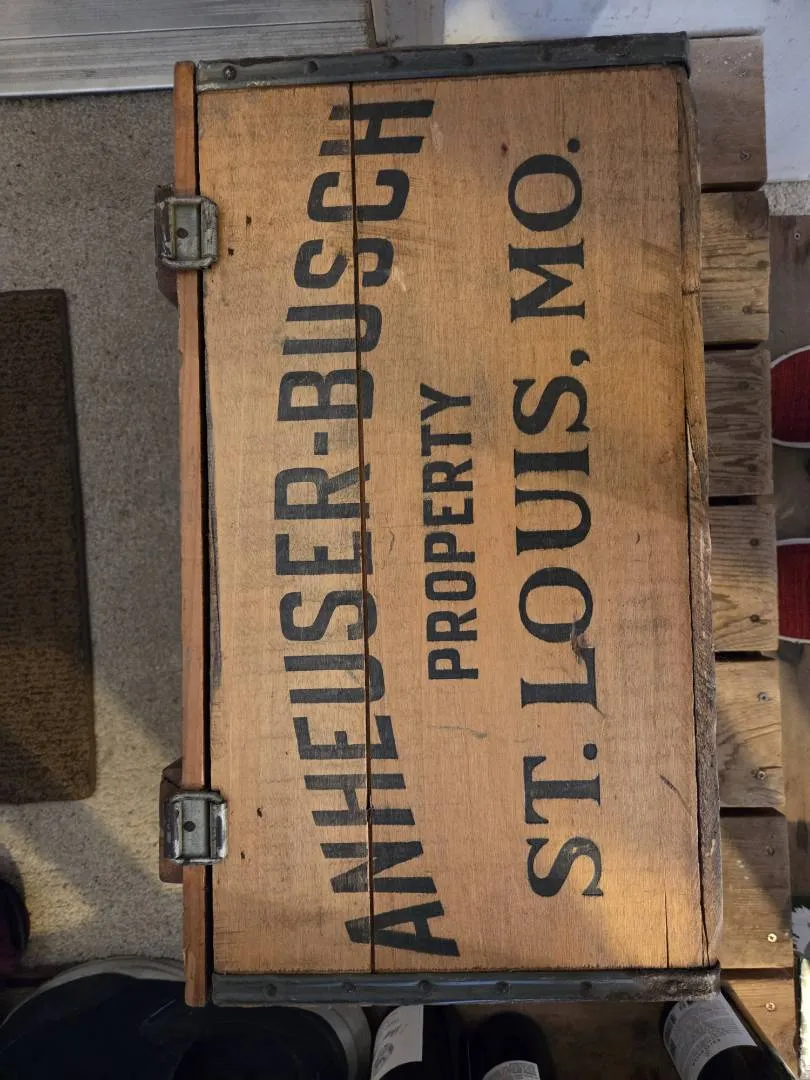 ANHEUSER-BUSCH
PROPERTY
ST. LOUIS, MO.